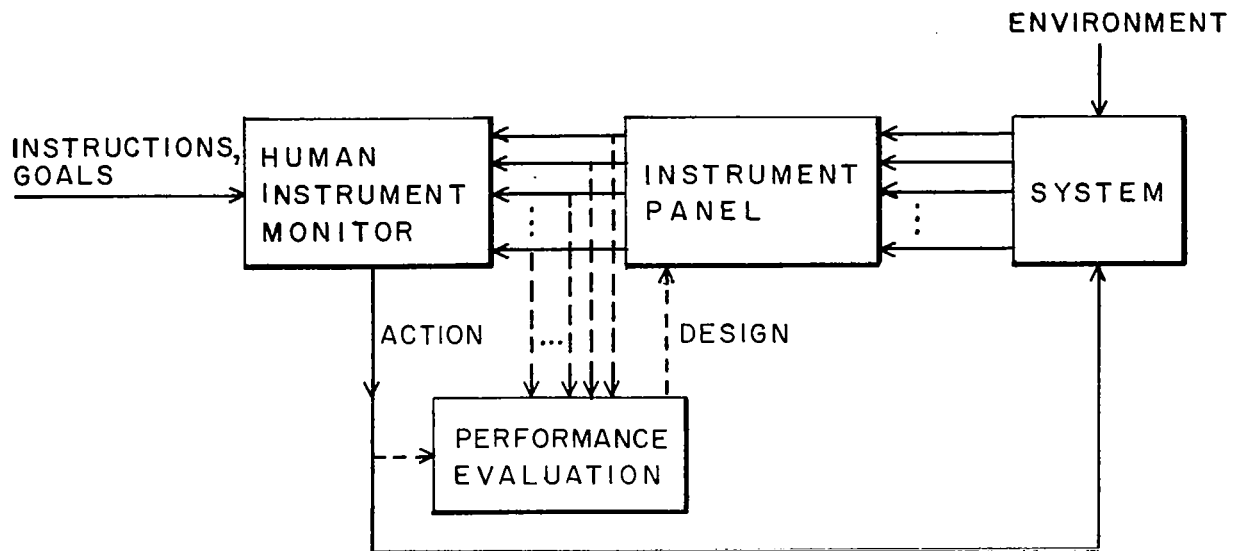 ENVIRONMENT
INSTRUCTIONS,
GOALS
HUMAN
INSTRUMENT
MONITOR
INSTRUMENT
PANEL
SYSTEM
ACTION
DESIGN
PERFORMANCE
EVALUATION